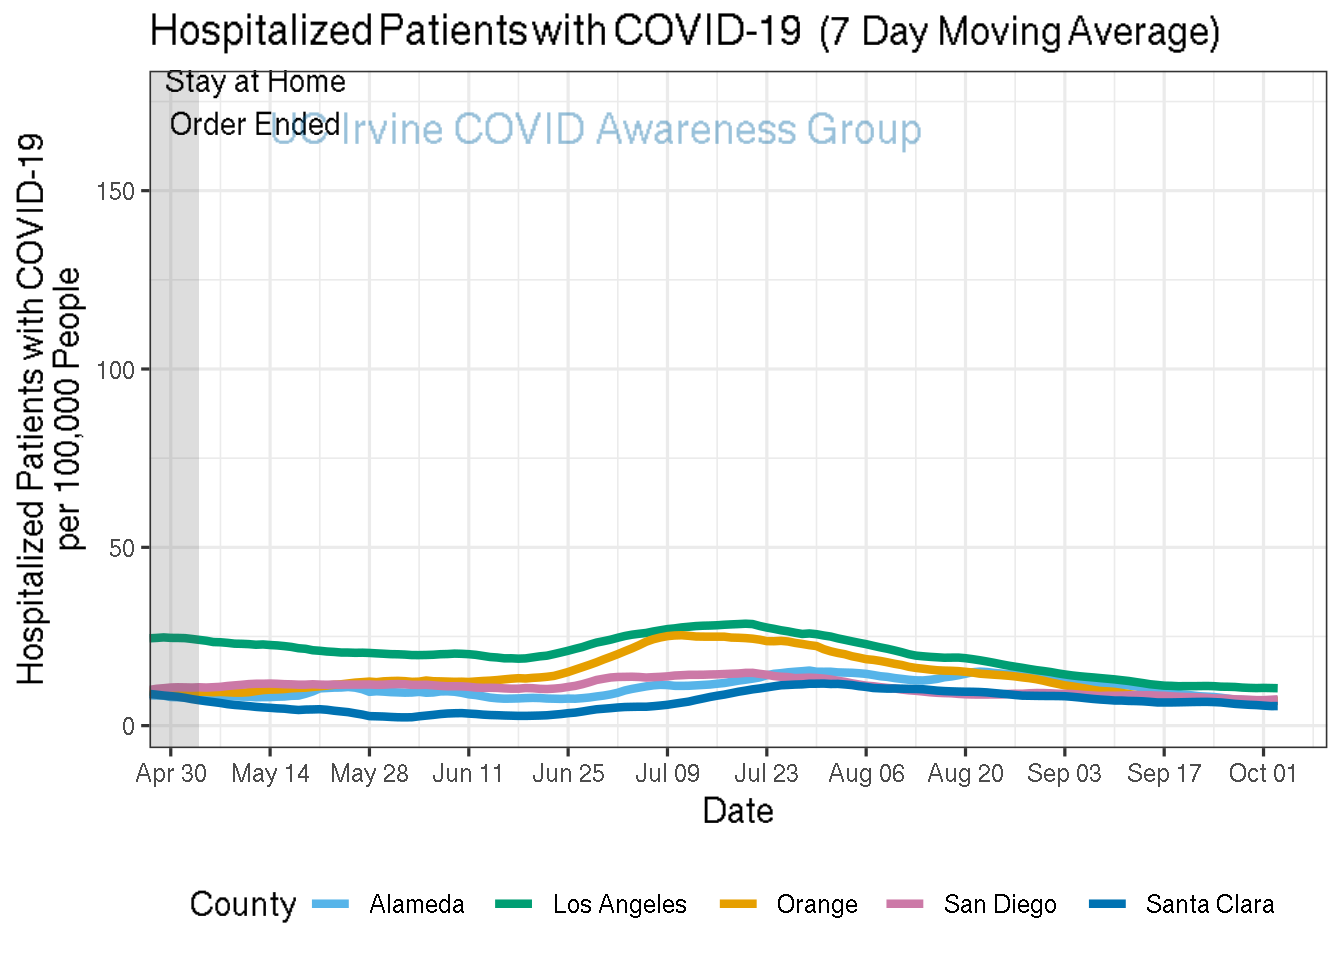 Hospitalized Patients with COVID-19 (7 Day Moving Average)
Stay at Home
Order Ended
UC Irvine COVID Awareness Group
Hospitalized Patients with COVID-19
per 100,000 People
150
100
50
0
Apr 30 May 14 May 28 Jun 11 Jun 25 Jul 09 Jul 23 Aug 06 Aug 20 Sep 03 Sep 17 Oct 01
Date
County Alameda Los Angeles Orange San Diego Santa Clara